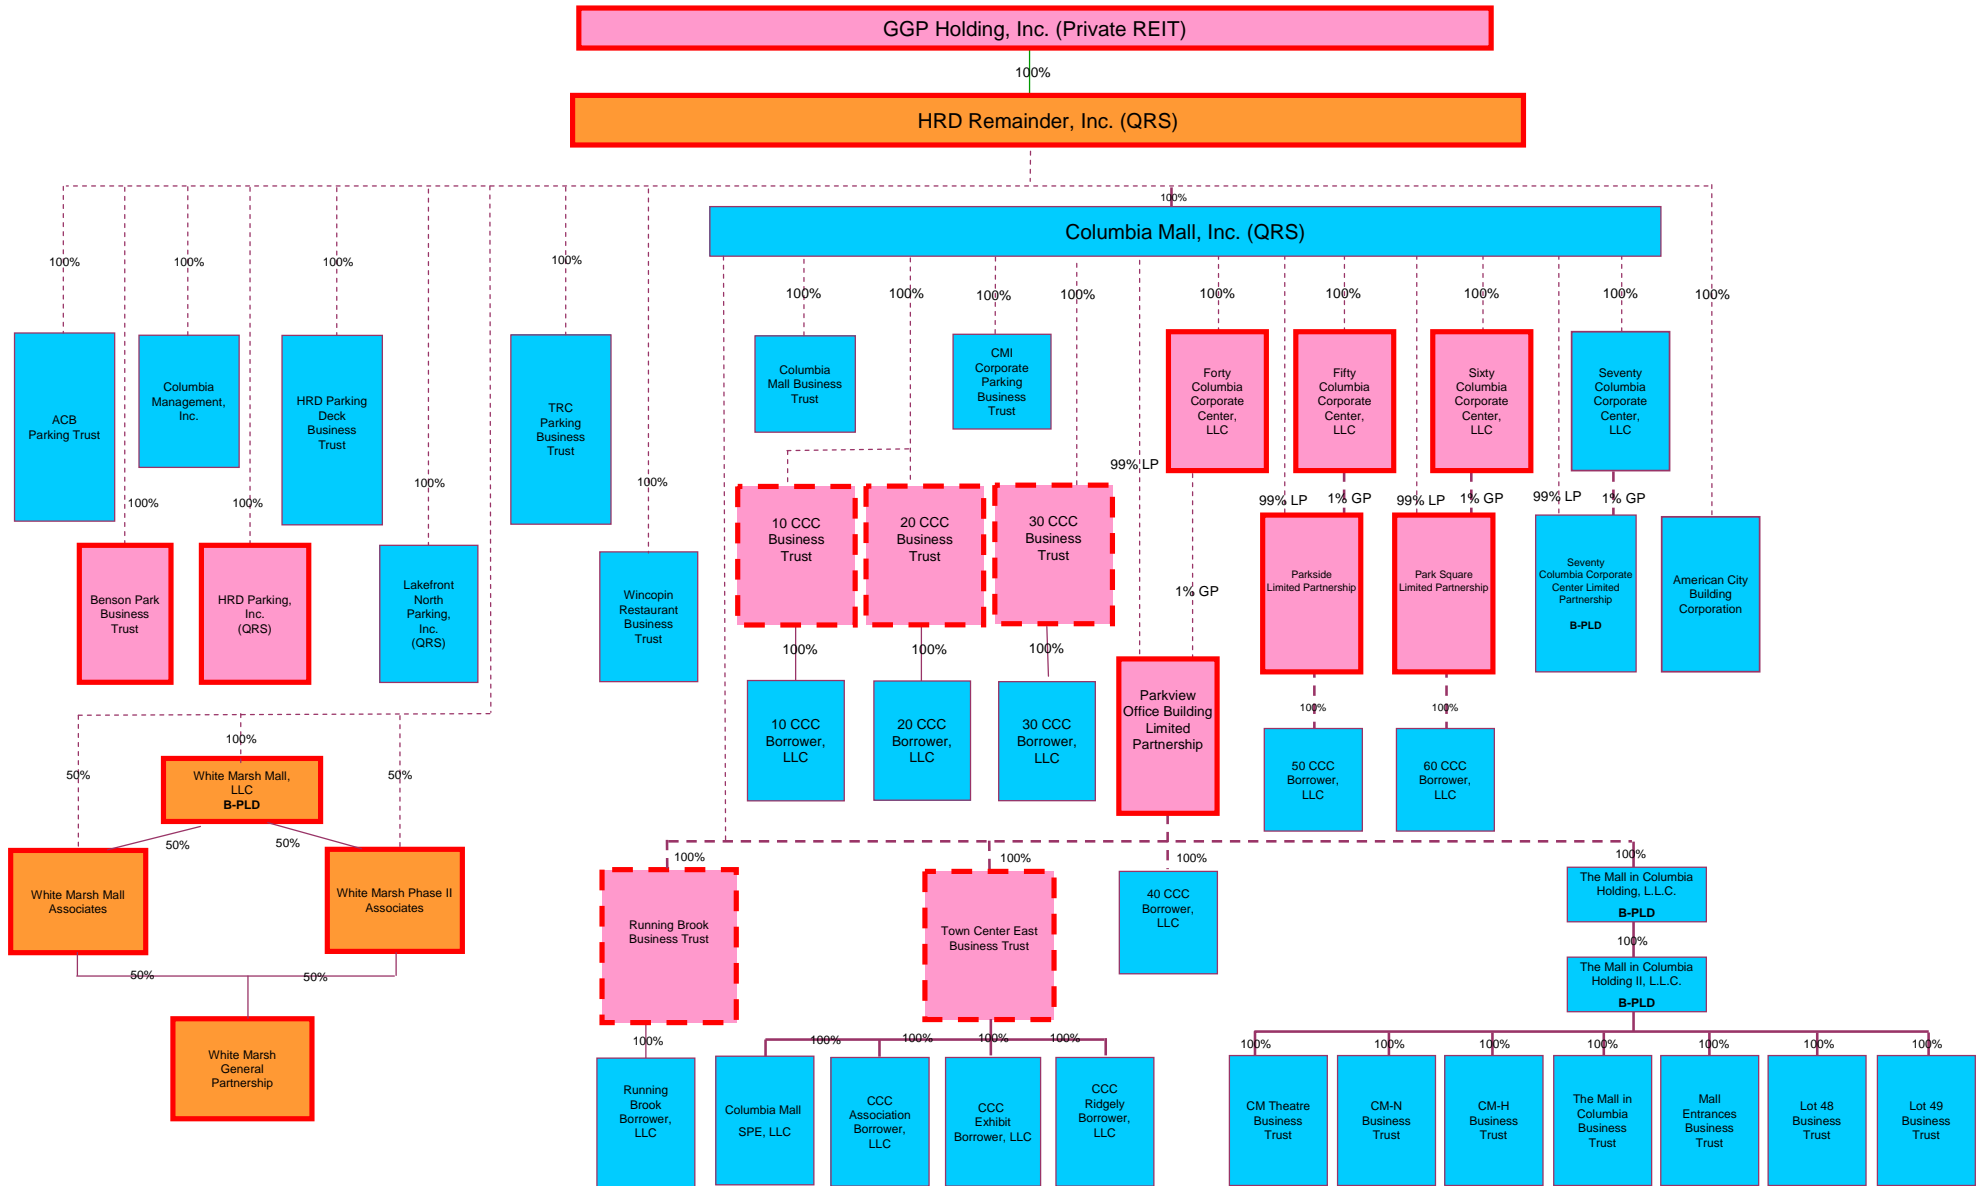 GGP Holding, Inc. (Private REIT)
100%
HRD Remainder, Inc. (QRS)
100%
Columbia Mall, Inc. (QRS)
100%
100%
100%
100%
100%
100%
100%
100%
100%
100%
100%
100%
100%
100%
ACB
Parking Trust
Columbia
Management,
Inc.
HRD Parking
Deck
Business
Trust
TRC
Parking
Business
Trust
Columbia
Mall Business
Trust
CMI
Corporate
Parking
Business
Trust
Forty
Columbia
Corporate
Center,
LLC
Fifty
Columbia
Corporate
Center,
LLC
Sixty
Columbia
Corporate
Center,
LLC
Seventy
Columbia
Corporate
Center,
LLC
100%
100%
100%
100%
99% LP
99% LP
1% GP
99% LP
1% GP
99% LP
1% GP
Benson Park
Business
Trust
HRD Parking,
Inc.
(QRS)
Lakefront
North
Parking,
Inc.
(QRS)
Wincopin
Restaurant
Business
Trust
10 CCC
Business
Trust
20 CCC
Business
Trust
30 CCC
Business
Trust
1% GP
Parkside
Limited Partnership
Park Square
Limited Partnership
Seventy
Columbia Corporate
Center Limited
Partnership
B-PLD
American City
Building
Corporation
100%
100%
100%
10 CCC
Borrower,
LLC
20 CCC
Borrower,
LLC
30 CCC
Borrower,
LLC
Parkview
Office Building
Limited
Partnership
100%
100%
50 CCC
Borrower,
LLC
60 CCC
Borrower,
LLC
100%
50%
50%
White Marsh Mall,
LLC
B-PLD
50%
50%
White Marsh Mall
Associates
White Marsh Phase II
Associates
50%
50%
White Marsh
General
Partnership
100%
100%
100%
100%
Running Brook
Business Trust
Town Center East
Business Trust
40 CCC
Borrower,
LLC
The Mall in Columbia
Holding, L.L.C.
B-PLD
100%
The Mall in Columbia
Holding II, L.L.C.
B-PLD
100%
100%
100%
100%
100%
100%
100%
100%
100%
100%
100%
100%
Running
Brook
Borrower,
LLC
Columbia Mall
SPE, LLC
CCC
Association
Borrower,
LLC
CCC
Exhibit
Borrower, LLC
CCC
Ridgely
Borrower,
LLC
CM Theatre
Business
Trust
CM-N
Business
Trust
CM-H
Business
Trust
The Mall in
Columbia
Business
Trust
Mall
Entrances
Business
Trust
Lot 48
Business
Trust
Lot 49
Business
Trust